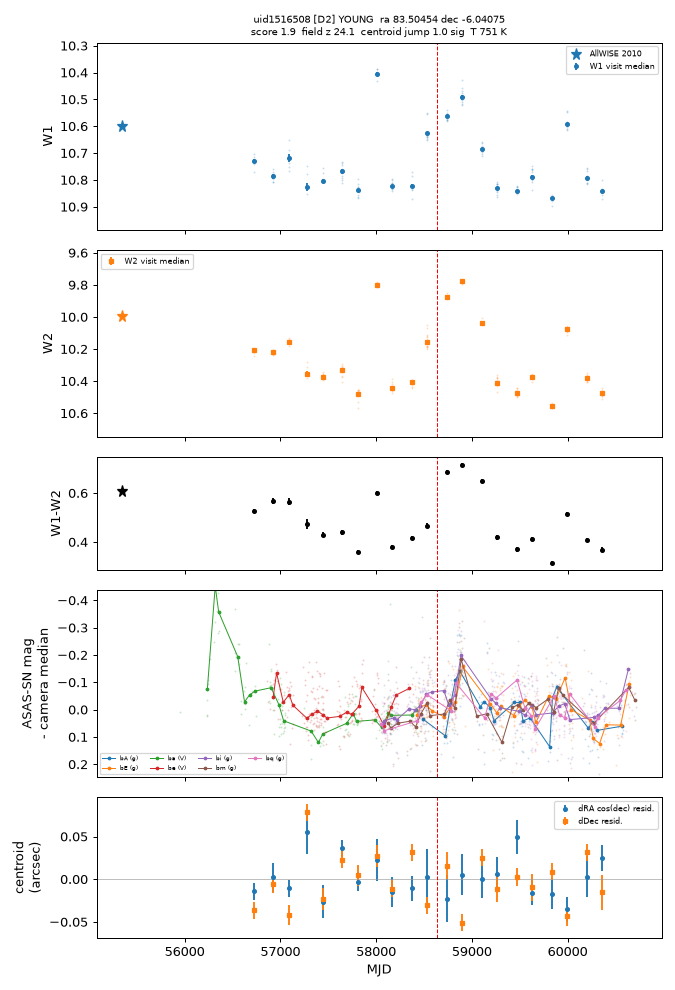 uid1516508 [D2] YOUNG ra 83.50454 dec -6.04075
score 1.9 field z 24.1 centroid jump 1.0 sig T 751 K
10.3
10.4
10.5
10.6
10.7
10.8
10.9
W1
AllWISE 2010
W1 visit median
9.6
9.8
10.0
10.2
10.4
10.6
W2
W2 visit median
0.6
0.4
W1-W2
−0.4
−0.3
−0.2
−0.1
0.0
0.1
0.2
ASAS-SN mag
- camera median
bA (g)
bE (g)
ba (V)
be (V)
bi (g)
bm (g)
bq (g)
0.05
0.00
−0.05
centroid
(arcsec)
dRA cos(dec) resid.
dDec resid.
56000
57000
58000
59000
60000
MJD